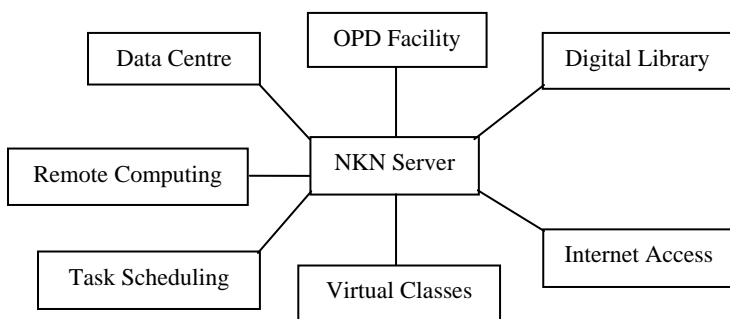 OPD Facility
Data Centre
Digital Library
NKN Server
Remote Computing
Internet Access
Task Scheduling
Virtual Classes